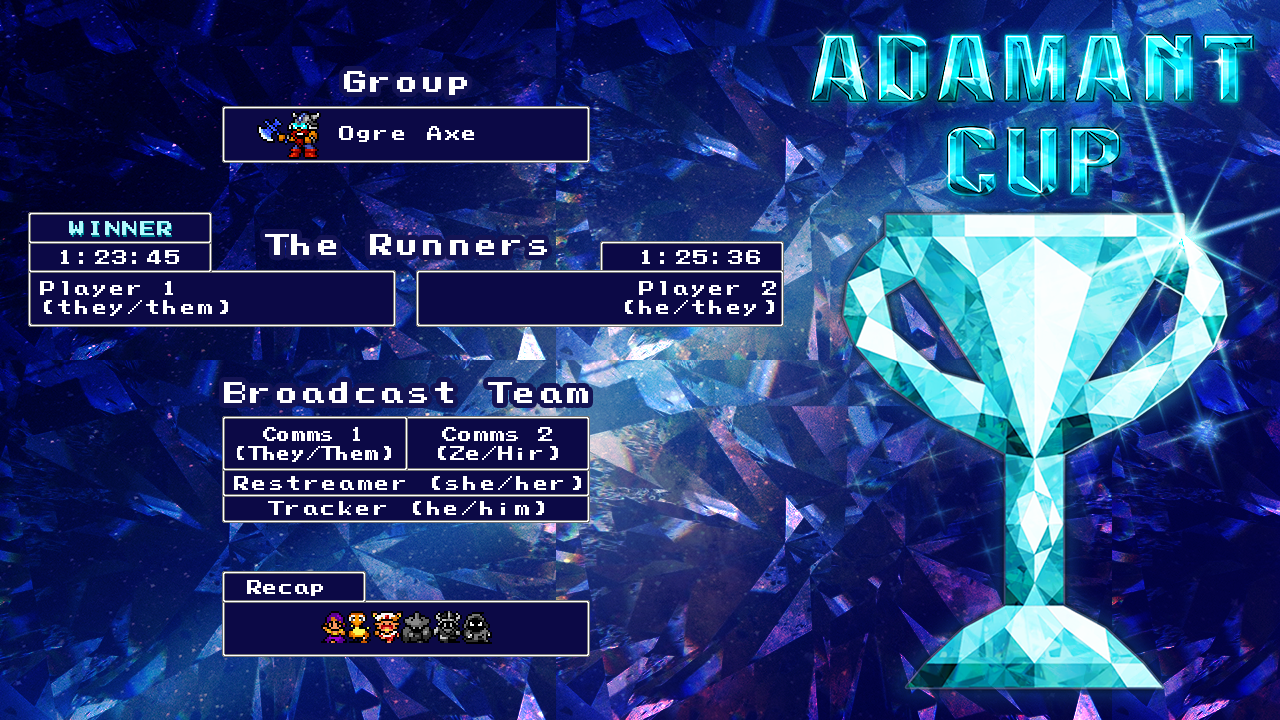 ADAMANT
CUP
Group
Ogre Axe
WINNER
1:23:45
The Runners
1:25:36
Player 1
(they/them)
Player 2
(he/they)
Broadcast Team
Comms 1
(They/Them)
Comms 2
(Ze/Hir)
Restreamer (she/her)
Tracker (he/him)
Recap